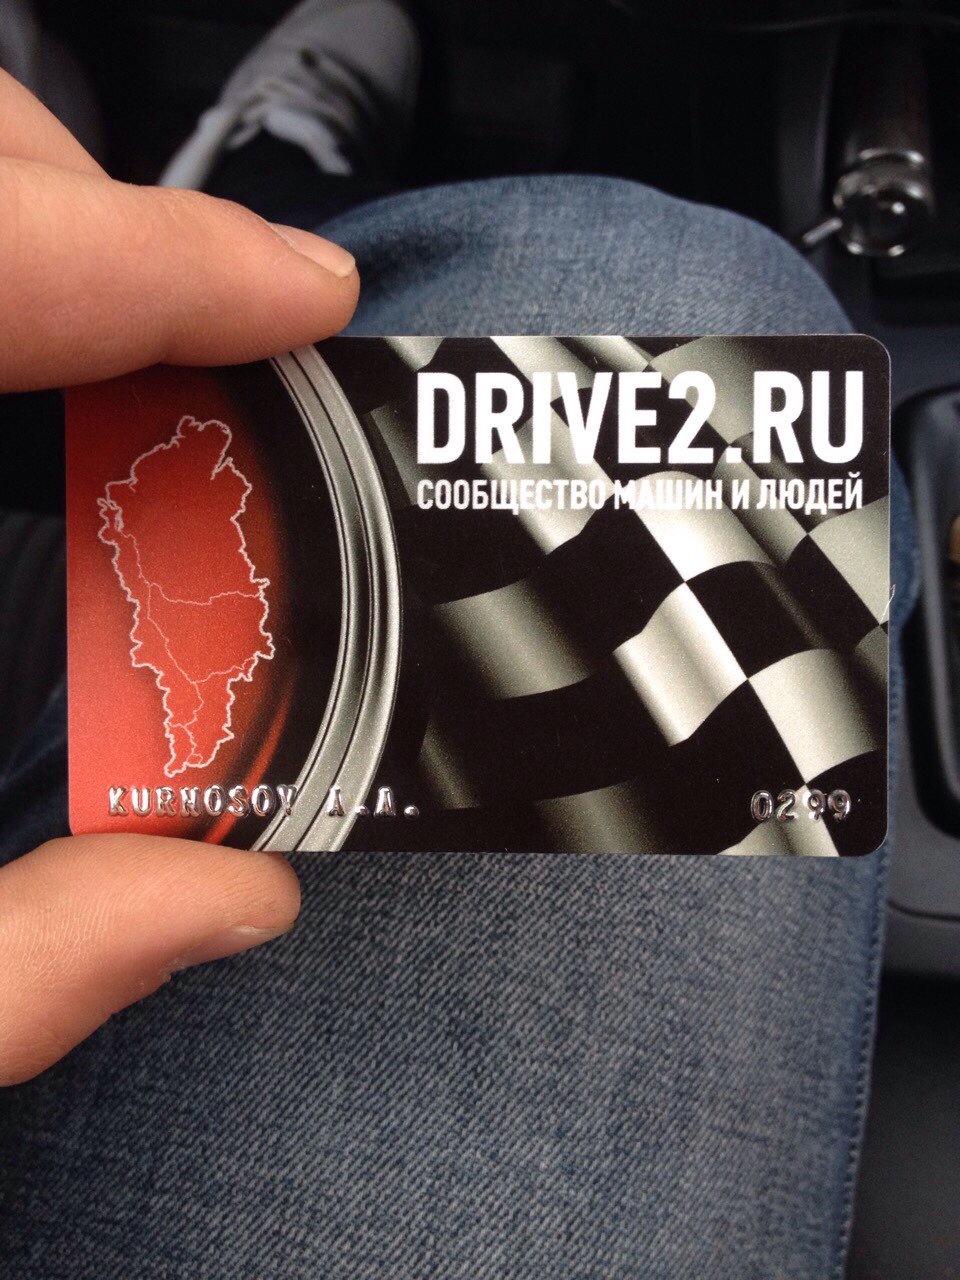 DRIVE2.RU
СООБЩЕСТВО МАШИН И ЛЮДЕЙ
KURNOSOV A.A. 0299